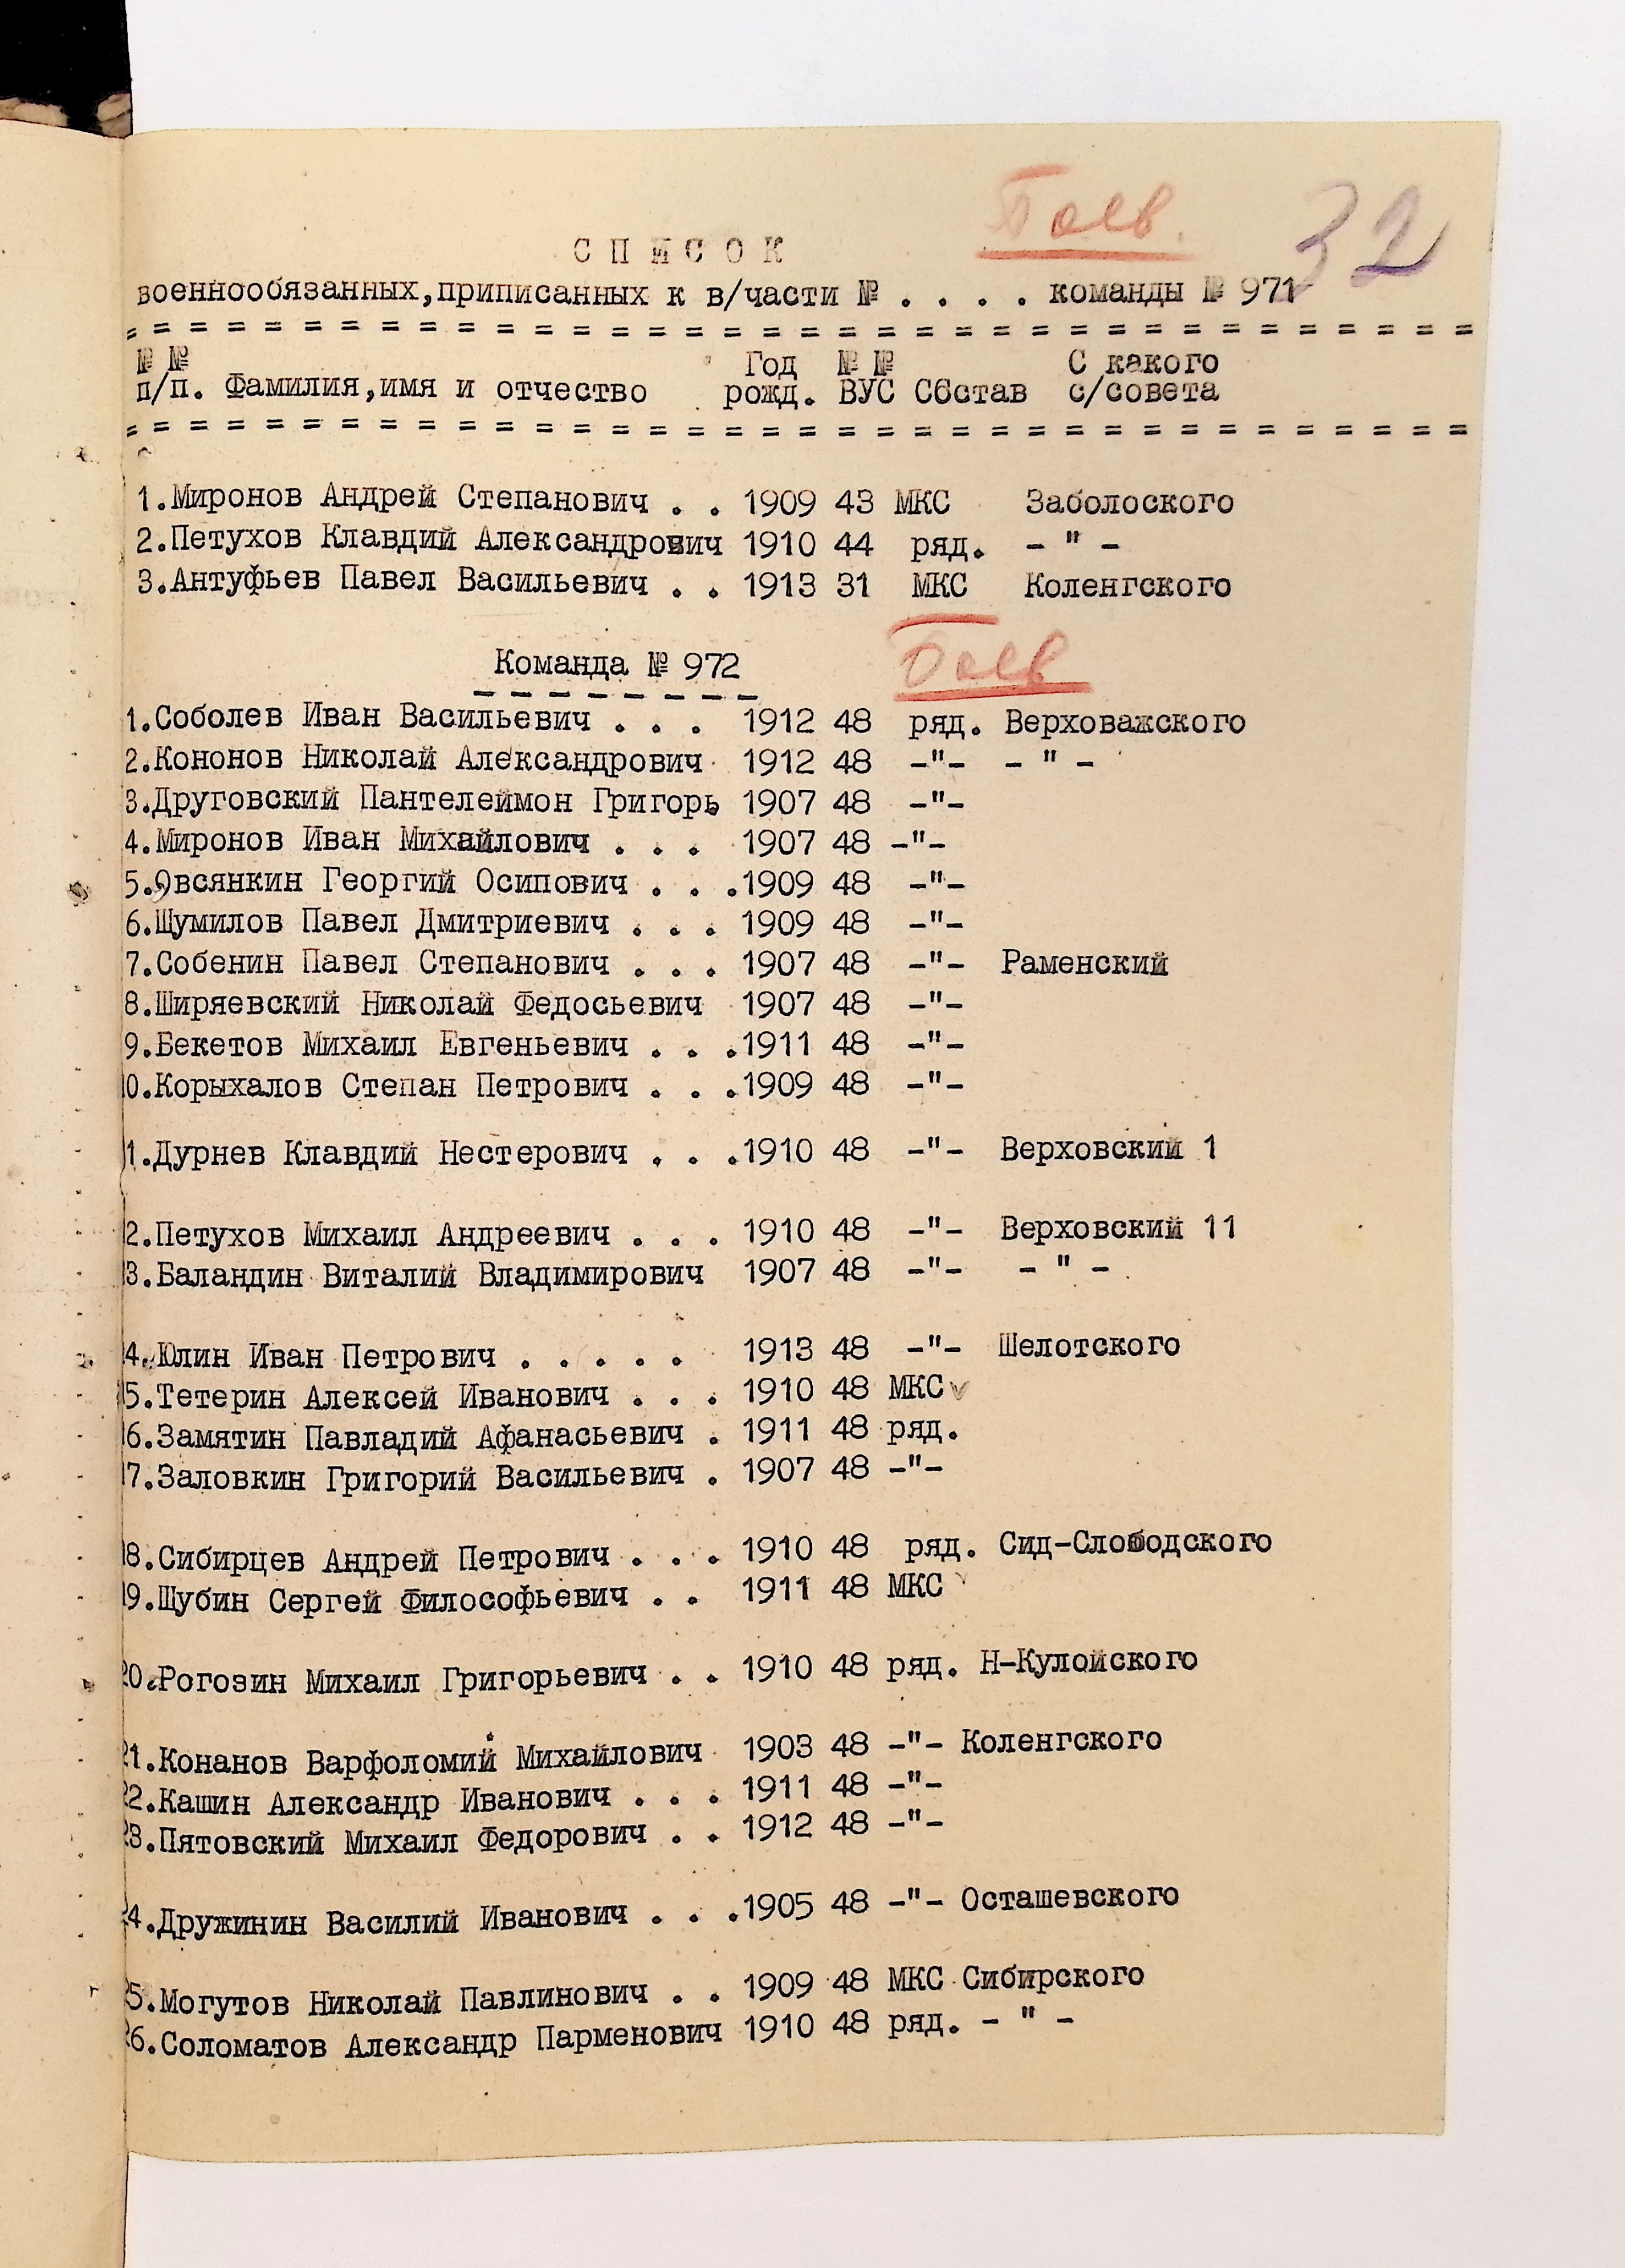 Боев.
32
С П И С О К
военнообязанных,приписанных к в/части № . . . . команды № 971
= = = = = = = = = = = = = = = = = = = = = = = = = = = = = = = = = = = =
№ № Год № № С какого
п/п. Фамилия,имя и отчество рожд. ВУС Сбстав с/совета
= = = = = = = = = = = = = = = = = = = = = = = = = = = = = = = = = = = =
1.Миронов Андрей Степанович . . 1909 43 МКС Заболоского
2.Петухов Клавдий Александрович 1910 44 ряд. - " -
3.Антуфьев Павел Васильевич . . 1913 31 МКС Коленгского
Боев
Команда № 972
- - - - - - - -
1.Соболев Иван Васильевич . . . 1912 48 ряд. Верховажского
2.Кононов Николай Александрович 1912 48 -"- - " -
3.Друговский Пантелеймон Григорь 1907 48 -"-
4.Миронов Иван Михайлович . . . 1907 48 -"-
5.Овсянкин Георгий Осипович . . .1909 48 -"-
6.Шумилов Павел Дмитриевич . . . 1909 48 -"-
7.Собенин Павел Степанович . . . 1907 48 -"- Раменский
8.Ширяевский Николай Федосьевич 1907 48 -"-
9.Бекетов Михаил Евгеньевич . . .1911 48 -"-
10.Корыхалов Степан Петрович . . .1909 48 -"-
11.Дурнев Клавдий Нестерович . . .1910 48 -"- Верховский 1
12.Петухов Михаил Андреевич . . . 1910 48 -"- Верховский 11
13.Баландин Виталий Владимирович 1907 48 -"- - " -
14.Юлин Иван Петрович . . . . . 1913 48 -"- Шелотского
15.Тетерин Алексей Иванович . . . 1910 48 МКС
16.Замятин Павладий Афанасьевич . 1911 48 ряд.
17.Заловкин Григорий Васильевич . 1907 48 -"-
18.Сибирцев Андрей Петрович . . . 1910 48 ряд. Сид-Слободского
19.Шубин Сергей Философьевич . . 1911 48 МКС
20.Рогозин Михаил Григорьевич . . 1910 48 ряд. Н-Кулойского
21.Конанов Варфоломий Михайлович 1903 48 -"- Коленгского
22.Кашин Александр Иванович . . . 1911 48 -"-
23.Пятовский Михаил Федорович . . 1912 48 -"-
24.Дружинин Василий Иванович . . .1905 48 -"- Осташевского
25.Могутов Николай Павлинович . . 1909 48 МКС Сибирского
26.Соломатов Александр Парменович 1910 48 ряд. - " -